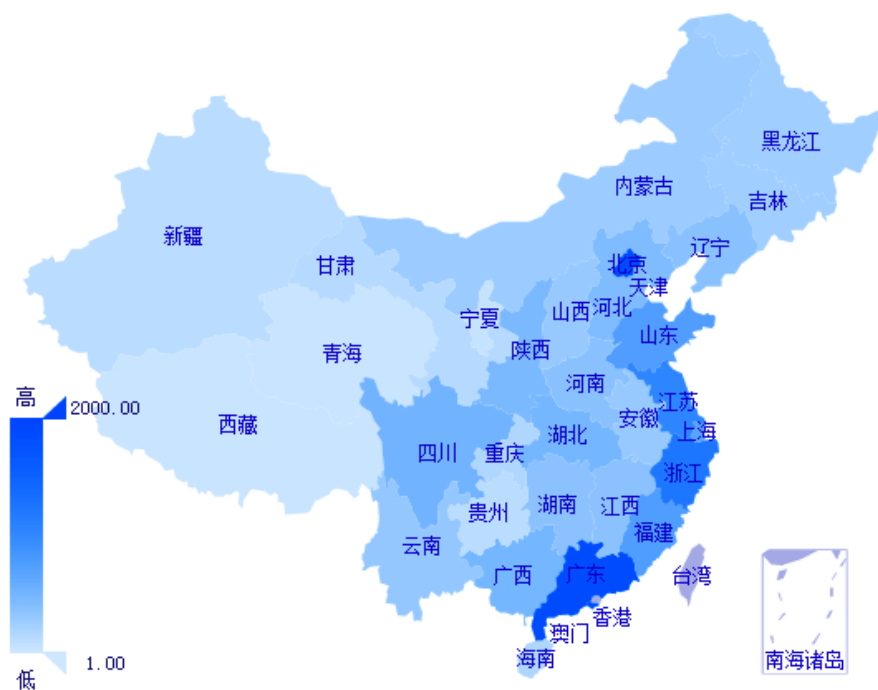 黑龙江
内蒙古
吉林
新疆
辽宁
北京
甘肃
天津
宁夏
山西
河北
山东
青海
陕西
河南
高
2000.00
江苏
安徽
西藏
湖北
上海
四川
重庆
浙江
贵州
湖南
江西
福建
云南
广西
广东
台湾
香港
澳门
海南
南海诸岛
1.00
低